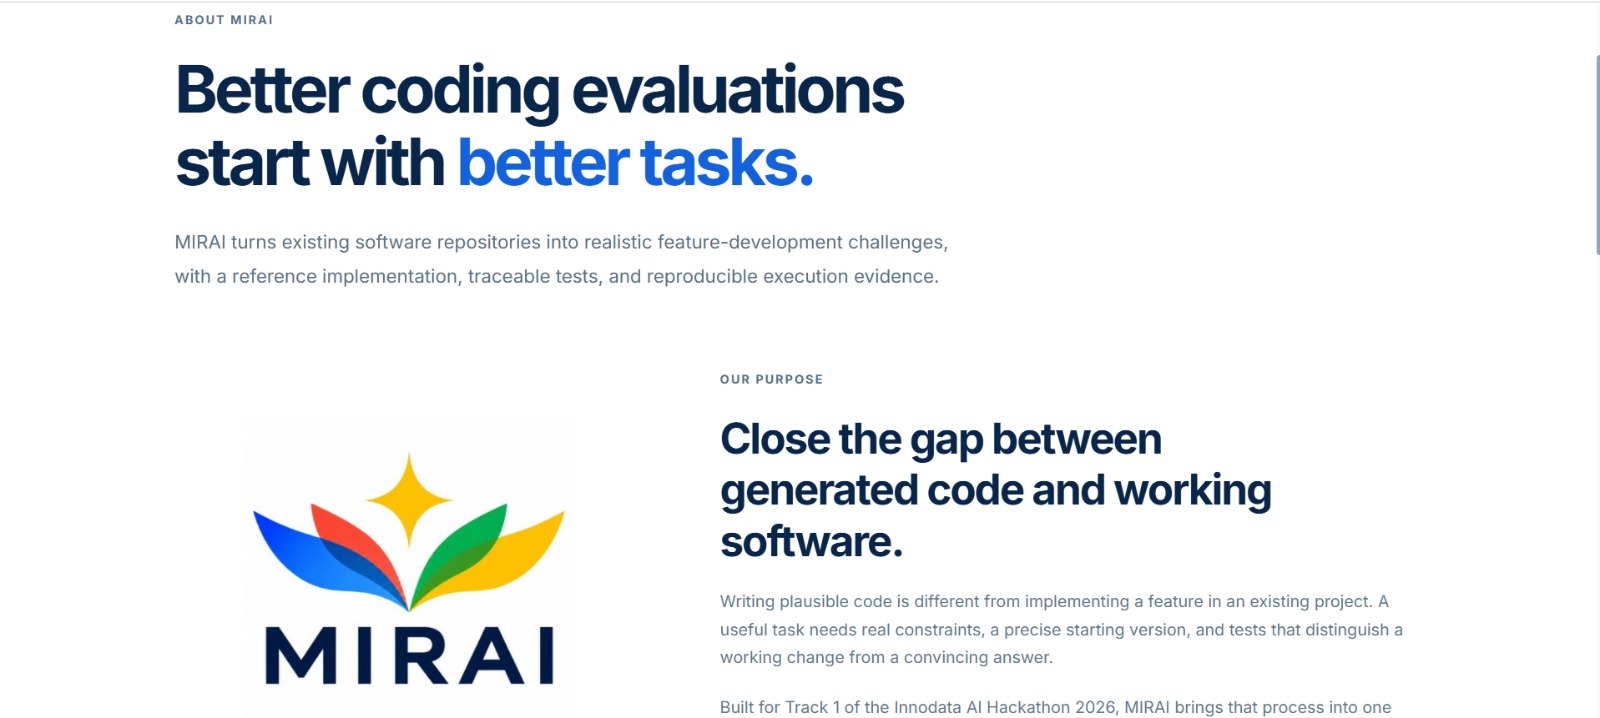 ABOUT MIRAI
Better coding evaluations
start with better tasks.
MIRAI turns existing software repositories into realistic feature-development challenges,
with a reference implementation, traceable tests, and reproducible execution evidence.
MIRAI
OUR PURPOSE
Close the gap between
generated code and working
software.
Writing plausible code is different from implementing a feature in an existing project. A
useful task needs real constraints, a precise starting version, and tests that distinguish a
working change from a convincing answer.
Built for Track 1 of the Innodata AI Hackathon 2026, MIRAI brings that process into one